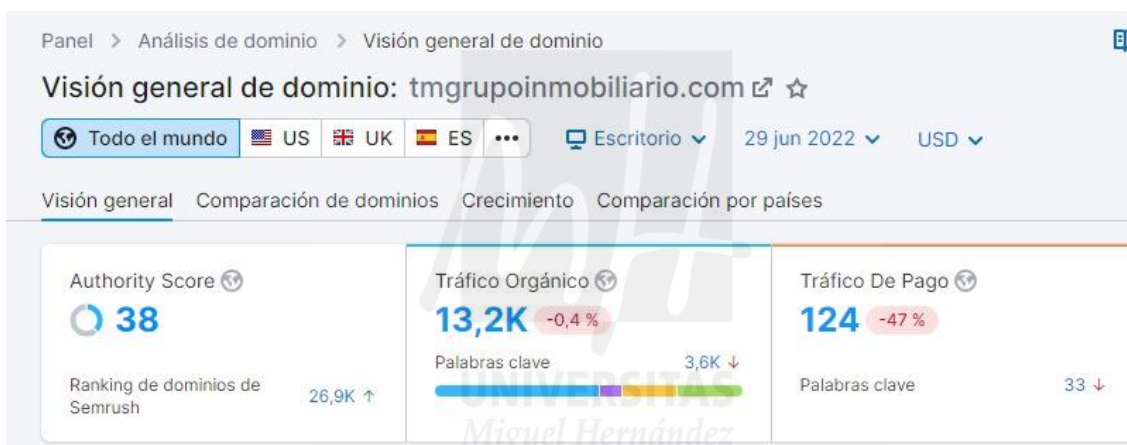 Panel > Análisis de dominio > Visión general de dominio
Visión general de dominio: tmgrupoinmobiliario.com
Todo el mundo US UK ES ••• Escritorio 29 jun 2022 USD
Visión general Comparación de dominios Crecimiento Comparación por países
Authority Score Tráfico Orgánico Tráfico De Pago
38 13,2K -0,4 % 124 -47 %
Palabras clave 3,6K ↓
Ranking de dominios de Semrush 26,9K ↑ Palabras clave 33 ↓
UNIVERSITAS
Miguel Hernández